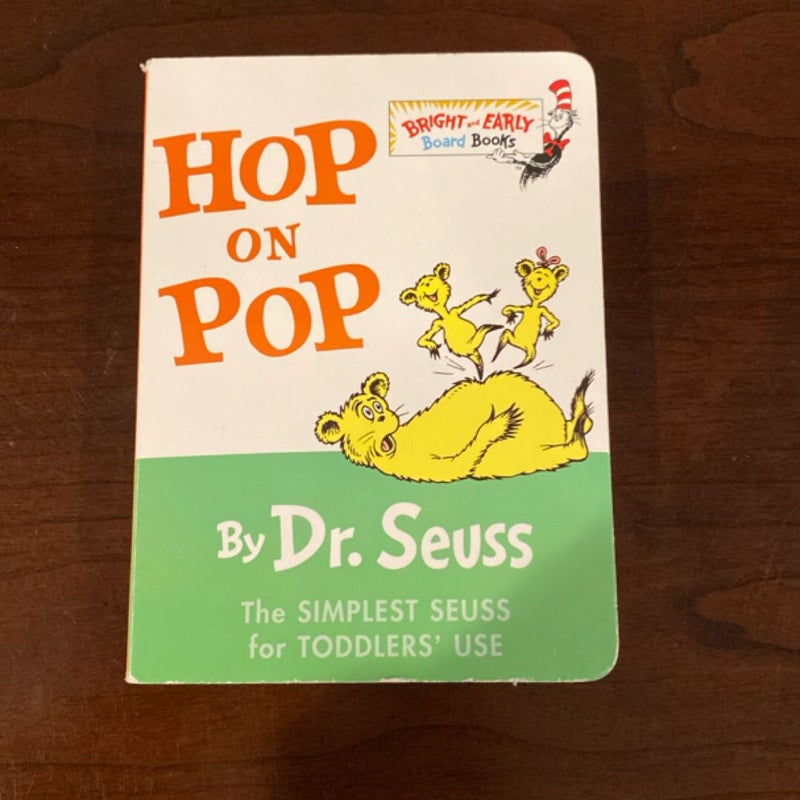 HOP
ON
POP
BRIGHT and EARLY
Board Books
By Dr. Seuss
The SIMPLEST SEUSS
for TODDLERS' USE